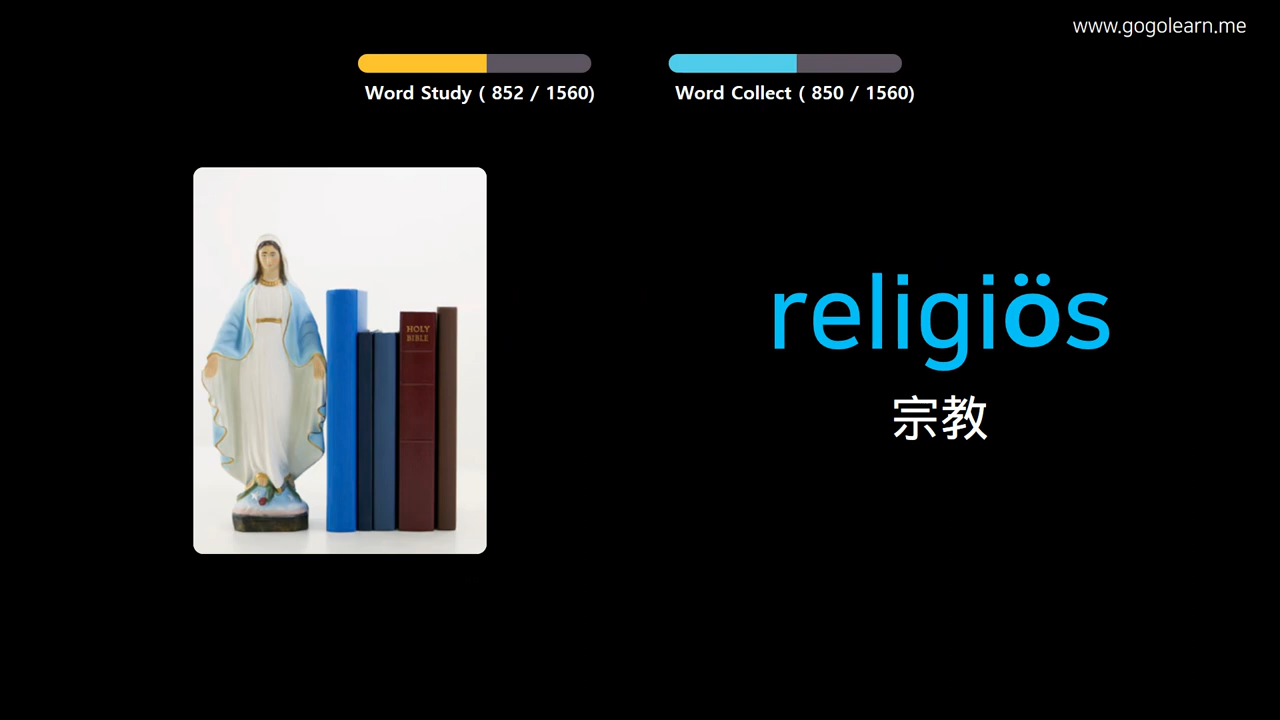 www.gogolearn.me
Word Study ( 852 / 1560)
Word Collect ( 850 / 1560)
HOLY
BIBLE
religiös
宗教